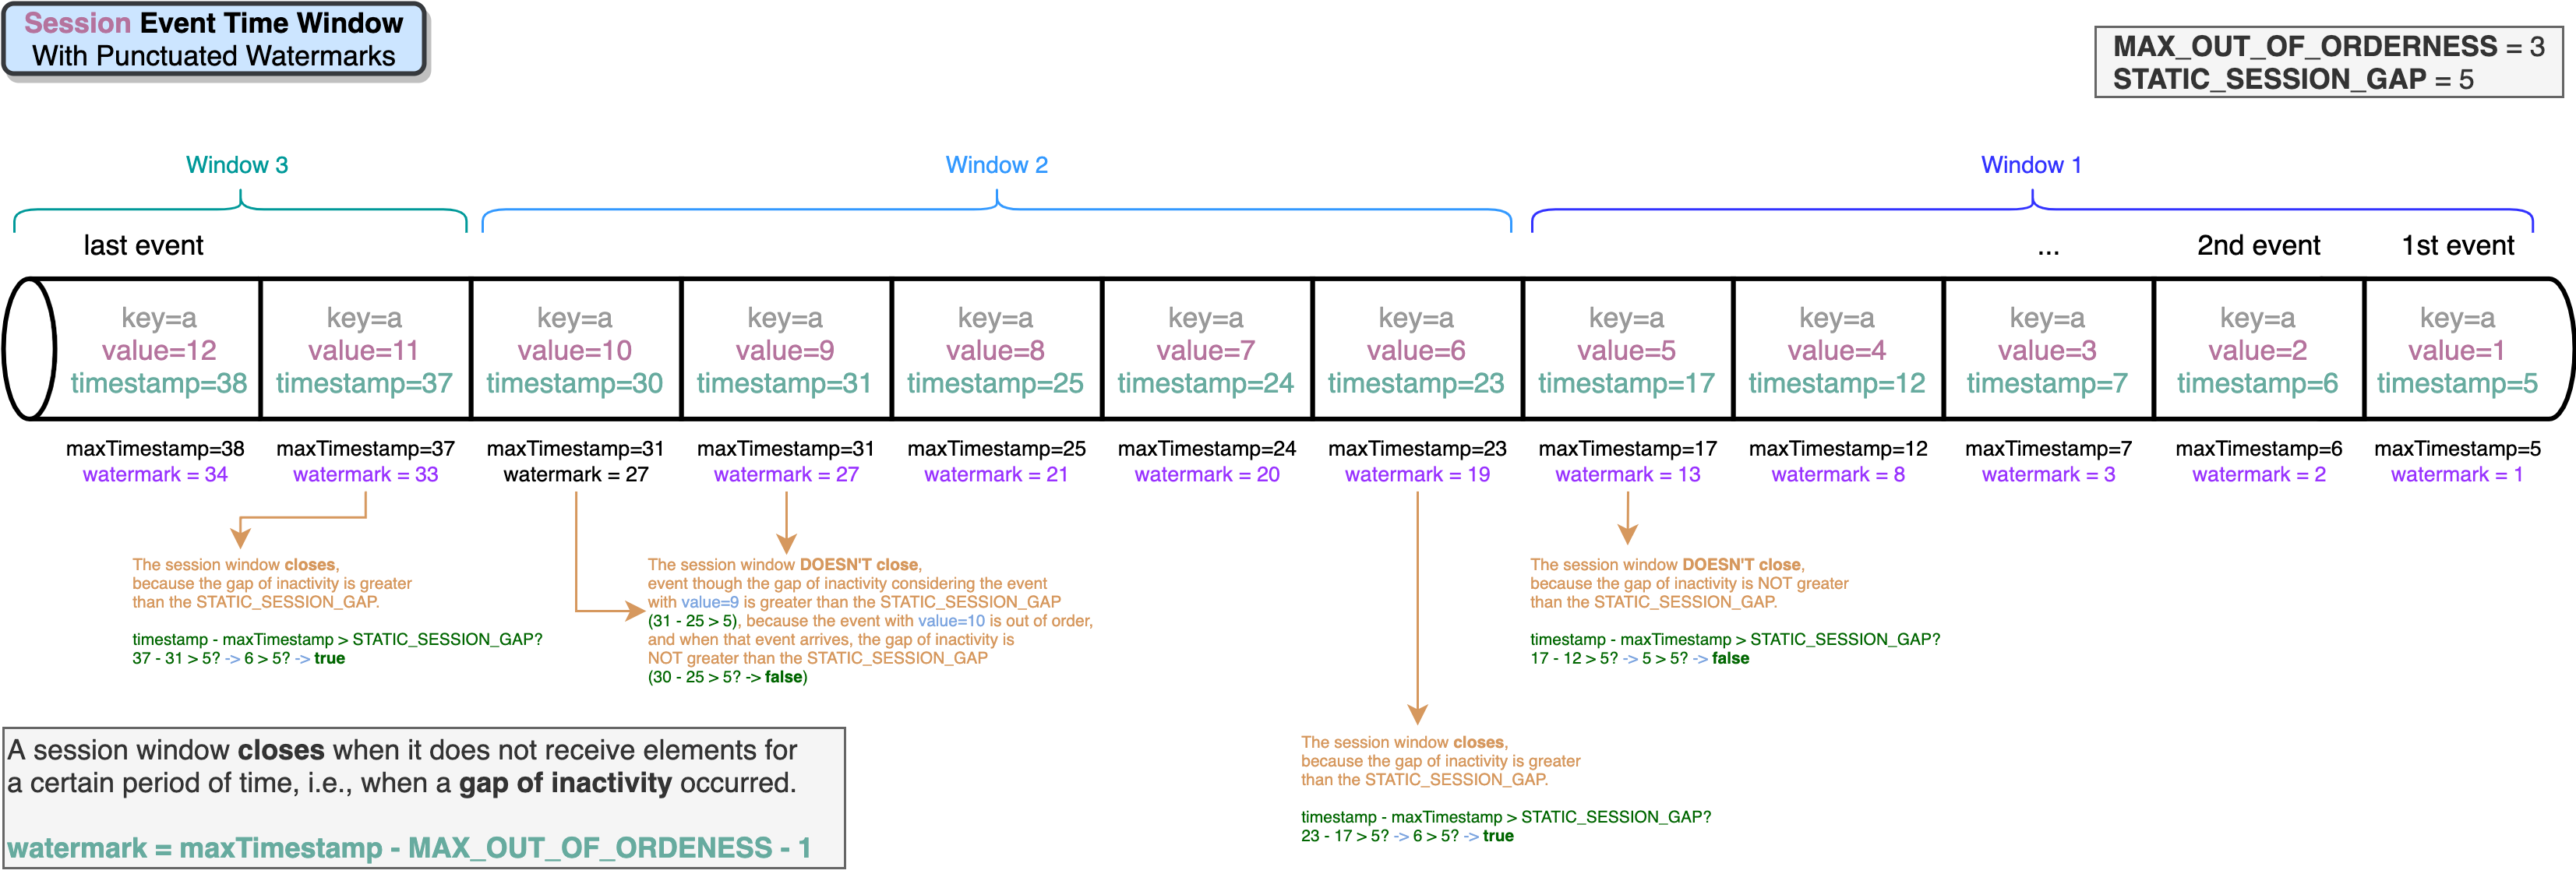 Session Event Time Window
With Punctuated Watermarks
MAX_OUT_OF_ORDERNESS = 3
STATIC_SESSION_GAP = 5
Window 3
Window 2
Window 1
last event
...
2nd event
1st event
key=a
value=12
timestamp=38
key=a
value=11
timestamp=37
key=a
value=10
timestamp=30
key=a
value=9
timestamp=31
key=a
value=8
timestamp=25
key=a
value=7
timestamp=24
key=a
value=6
timestamp=23
key=a
value=5
timestamp=17
key=a
value=4
timestamp=12
key=a
value=3
timestamp=7
key=a
value=2
timestamp=6
key=a
value=1
timestamp=5
maxTimestamp=38
watermark = 34
maxTimestamp=37
watermark = 33
maxTimestamp=31
watermark = 27
maxTimestamp=31
watermark = 27
maxTimestamp=25
watermark = 21
maxTimestamp=24
watermark = 20
maxTimestamp=23
watermark = 19
maxTimestamp=17
watermark = 13
maxTimestamp=12
watermark = 8
maxTimestamp=7
watermark = 3
maxTimestamp=6
watermark = 2
maxTimestamp=5
watermark = 1
The session window closes,
because the gap of inactivity is greater
than the STATIC_SESSION_GAP.
timestamp - maxTimestamp > STATIC_SESSION_GAP?
37 - 31 > 5? -> 6 > 5? -> true
The session window DOESN'T close,
event though the gap of inactivity considering the event
with value=9 is greater than the STATIC_SESSION_GAP
(31 - 25 > 5), because the event with value=10 is out of order,
and when that event arrives, the gap of inactivity is
NOT greater than the STATIC_SESSION_GAP
(30 - 25 > 5? -> false)
The session window DOESN'T close,
because the gap of inactivity is NOT greater
than the STATIC_SESSION_GAP.
timestamp - maxTimestamp > STATIC_SESSION_GAP?
17 - 12 > 5? -> 5 > 5? -> false
The session window closes,
because the gap of inactivity is greater
than the STATIC_SESSION_GAP.
timestamp - maxTimestamp > STATIC_SESSION_GAP?
23 - 17 > 5? -> 6 > 5? -> true
A session window closes when it does not receive elements for
a certain period of time, i.e., when a gap of inactivity occurred.
watermark = maxTimestamp - MAX_OUT_OF_ORDENESS - 1